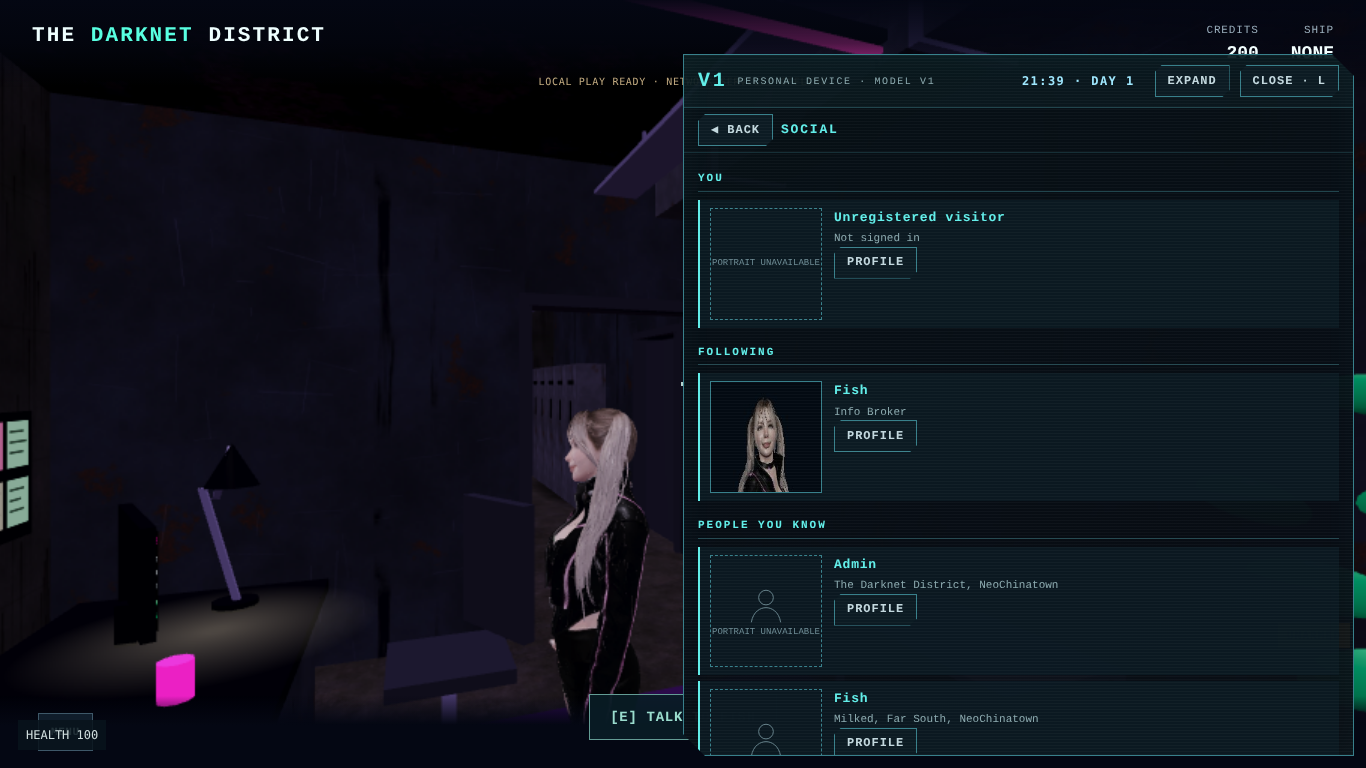 THE DARKNET DISTRICT
CREDITS SHIP
200 NONE
LOCAL PLAY READY · NET
V1 PERSONAL DEVICE · MODEL V1 21:39 · DAY 1 EXPAND CLOSE · L
◀ BACK SOCIAL
YOU
Unregistered visitor
Not signed in
PORTRAIT UNAVAILABLE
PROFILE
FOLLOWING
Fish
Info Broker
PROFILE
PEOPLE YOU KNOW
Admin
The Darknet District, NeoChinatown
PROFILE
PORTRAIT UNAVAILABLE
Fish
Milked, Far South, NeoChinatown
PROFILE
[E] TALK
HEALTH 100